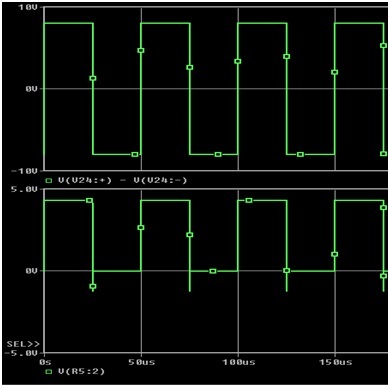 10V
0V
-10V
V(V24:+) - V(V24:-)
5.0V
0V
SEL>>
-5.0V
0s 50us 100us 150us
V(R5:2)